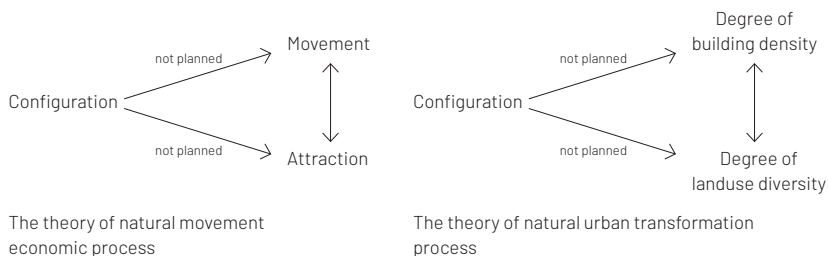 Configuration
not planned
Movement
not planned
Attraction
The theory of natural movement
economic process
Configuration
not planned
Degree of
building density
not planned
Degree of
landuse diversity
The theory of natural urban transformation
process